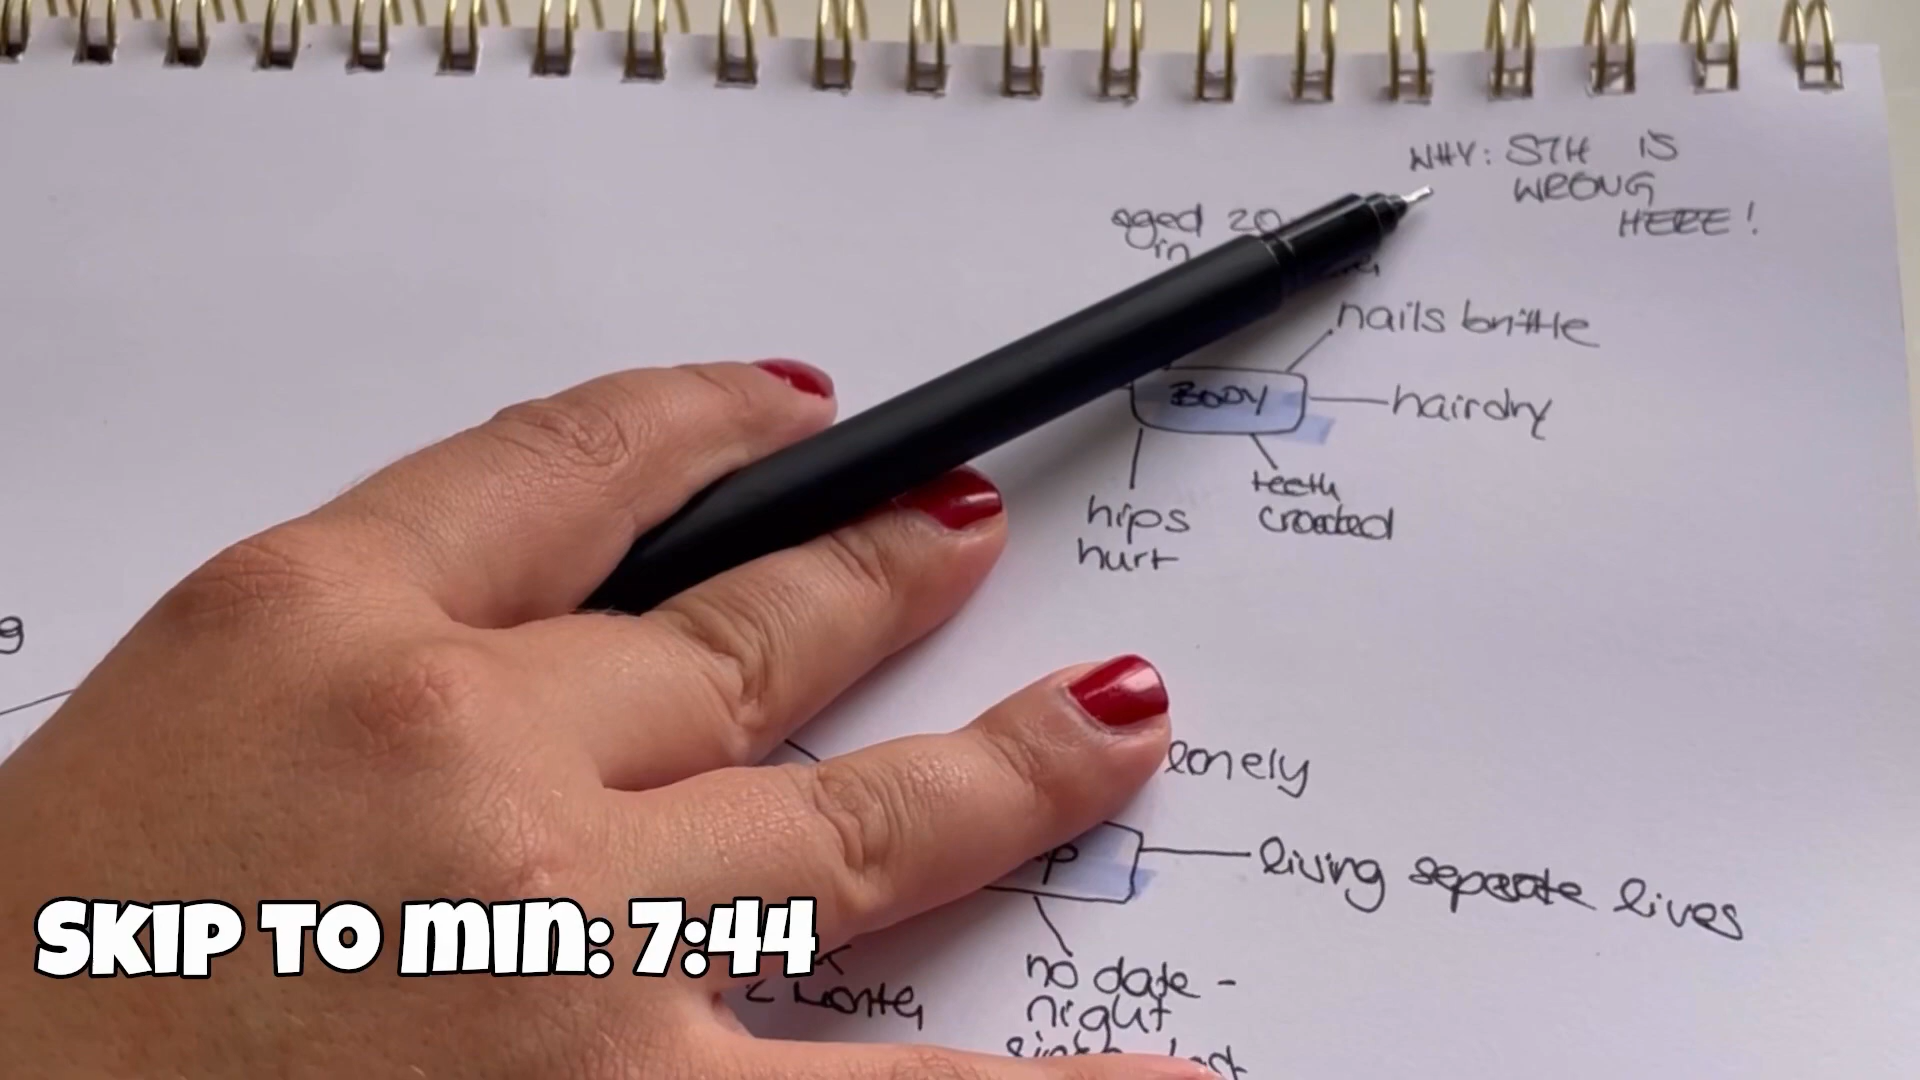 WHY: STH IS
WRONG
HERE!
aged 20
in
nails brittle
BODY
hairdry
teeth
hips
hurt
g
lonely
living separate lives
SKIP TO min: 7:44
no date -
night